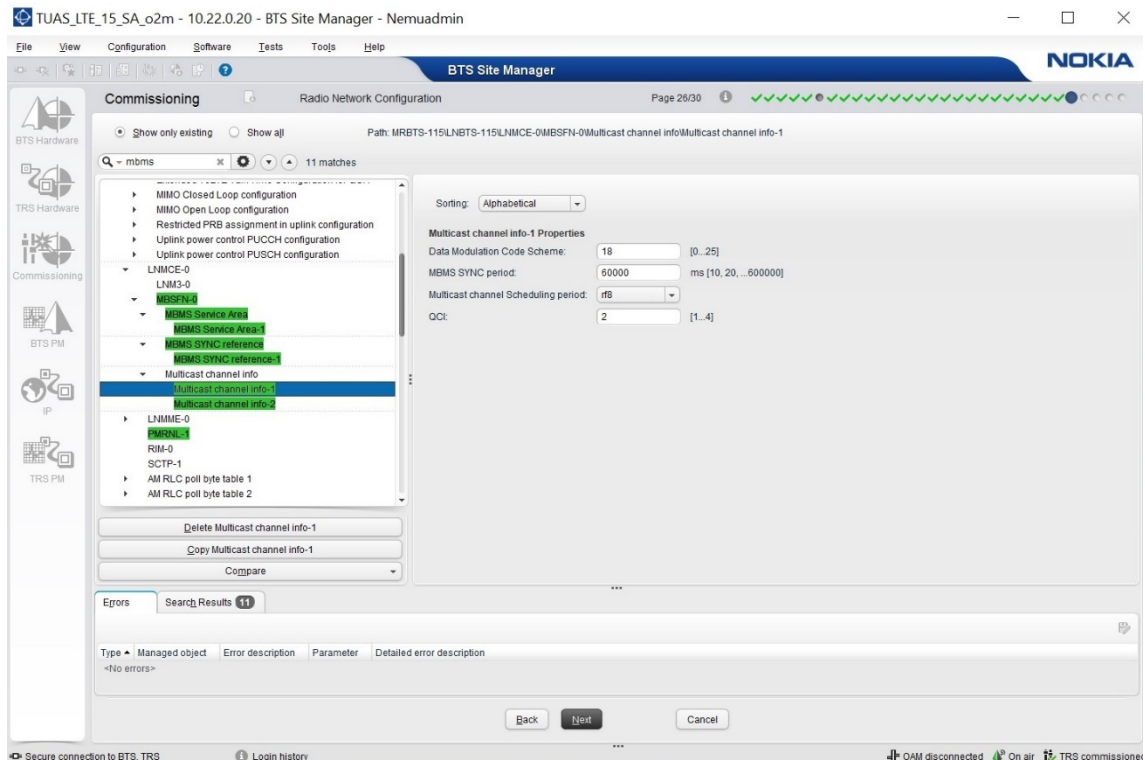 TUAS_LTE_15_SA_o2m - 10.22.0.20 - BTS Site Manager - Nemuadmin
File View Configuration Software Tests Tools Help
BTS Site Manager
NOKIA
Commissioning Radio Network Configuration Page 26/30
Show only existing Show all Path: MRBTS-115\LNBTS-115\LNMCE-0\MBSFN-0\Multicast channel info\Multicast channel info-1
mbms 11 matches
BTS Hardware
TRS Hardware
Commissioning
BTS PM
IP
TRS PM
MIMO Closed Loop configuration
MIMO Open Loop configuration
Restricted PRB assignment in uplink configuration
Uplink power control PUCCH configuration
Uplink power control PUSCH configuration
LNMCE-0
LNM3-0
MBSFN-0
MBMS Service Area
MBMS Service Area-1
MBMS SYNC reference
MBMS SYNC reference-1
Multicast channel info
Multicast channel info-1
Multicast channel info-2
LNMME-0
PMRNL-1
RIM-0
SCTP-1
AM RLC poll byte table 1
AM RLC poll byte table 2
Delete Multicast channel info-1
Copy Multicast channel info-1
Compare
Sorting: Alphabetical
Multicast channel info-1 Properties
Data Modulation Code Scheme: 18 [0...25]
MBMS SYNC period: 60000 ms [10, 20, ...600000]
Multicast channel Scheduling period: rf8
QCI: 2 [1...4]
Errors Search Results 11
Type Managed object Error description Parameter Detailed error description
<No errors>
Back Next Cancel
Secure connection to BTS, TRS Login history OAM disconnected On air TRS commissioned